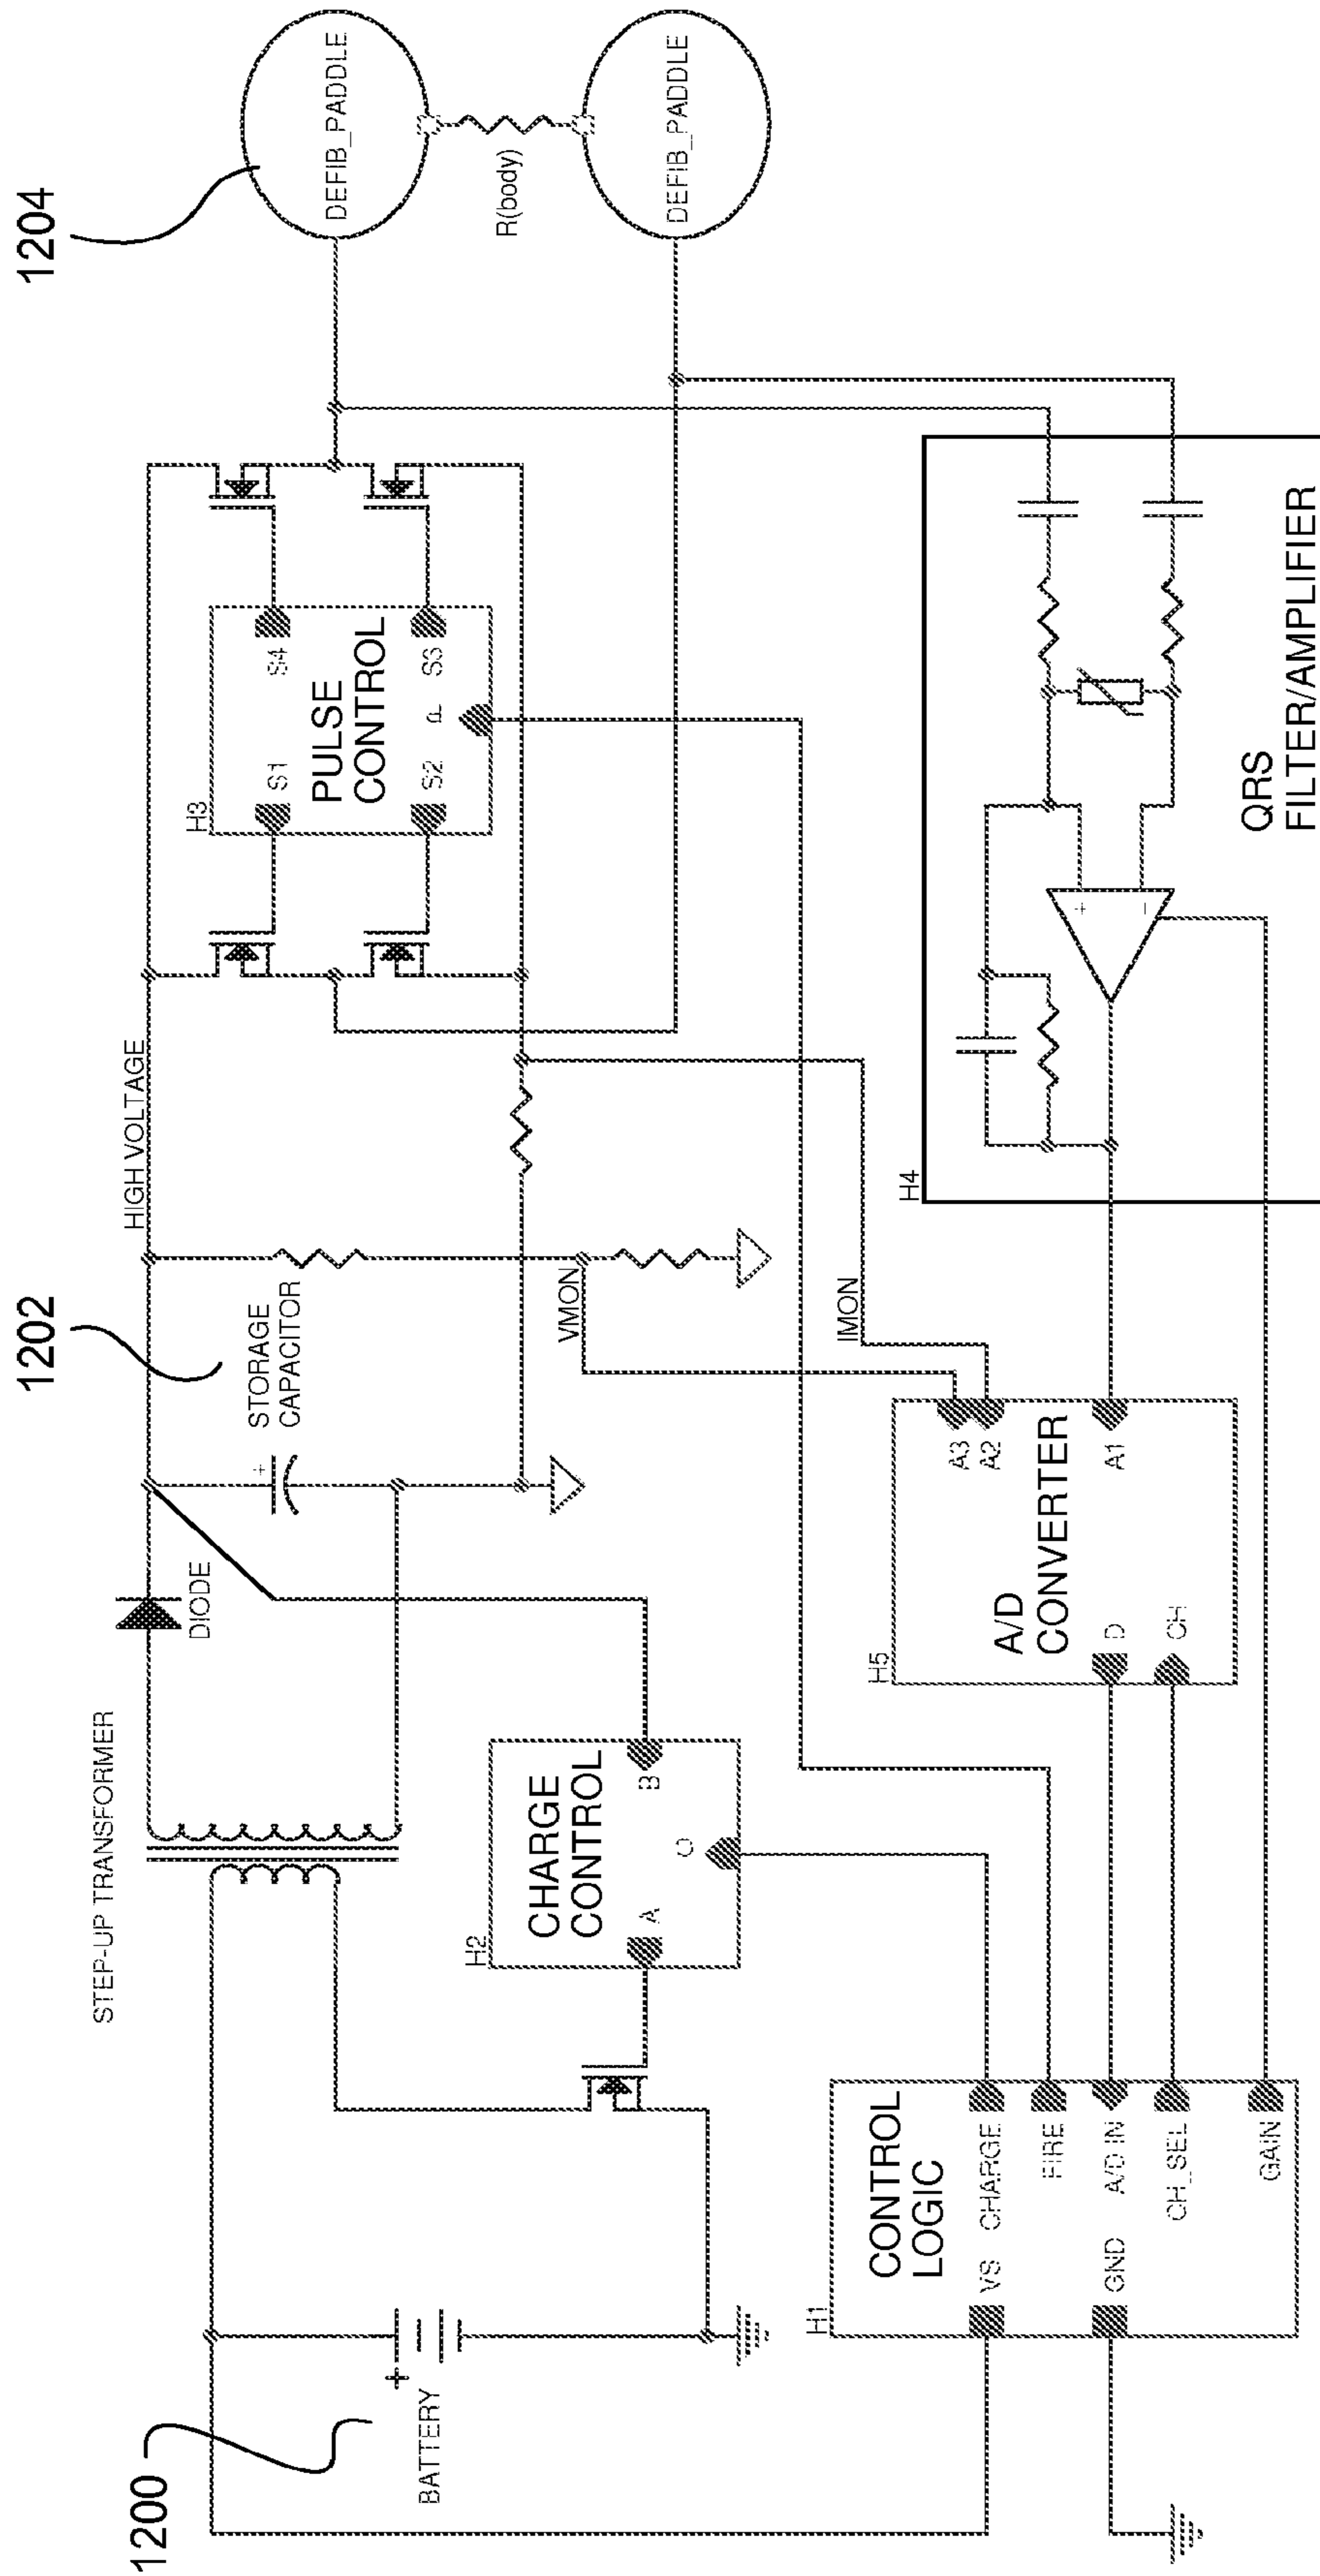 1200
1202
1204
STEP-UP TRANSFORMER
DIODE
STORAGE
CAPACITOR
+
HIGH VOLTAGE
BATTERY
+
H2
CHARGE
CONTROL
A
B
VMON
IMON
H3
PULSE
CONTROL
S1
S2
S3
S4
DEFIB_PADDLE
R(body)
DEFIB_PADDLE
H1
CONTROL
LOGIC
VS
GND
CHARGE
FIRE
A/D IN
CH_SEL
GAIN
H5
A/D
CONVERTER
D
CH
A3
A2
A1
H4
+
−
QRS
FILTER/AMPLIFIER